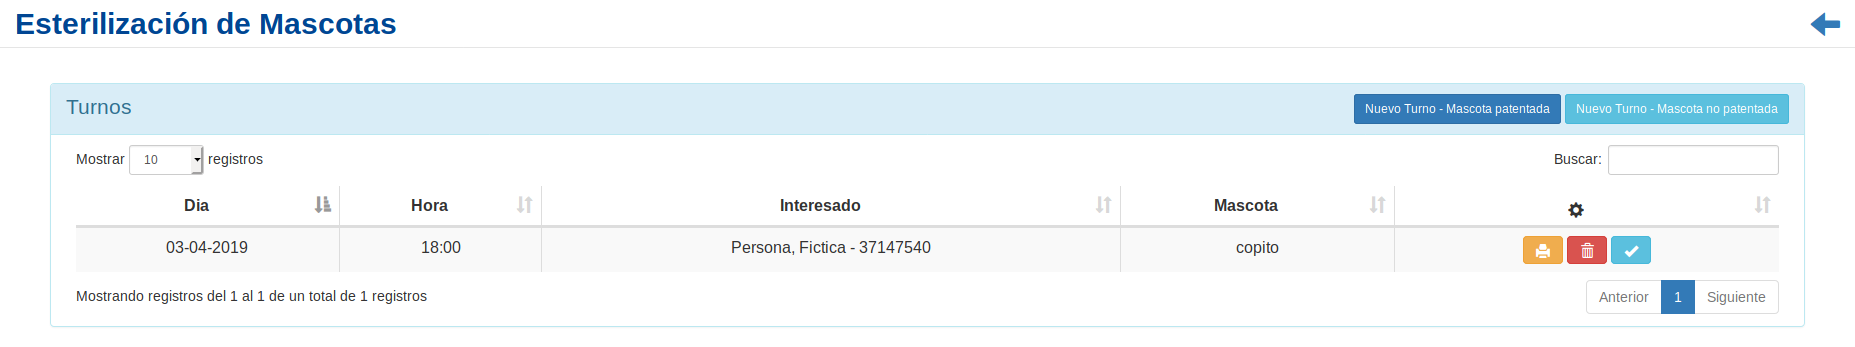 Esterilización de Mascotas
Turnos
Nuevo Turno - Mascota patentada
Nuevo Turno - Mascota no patentada
Mostrar 10 registros
Buscar:
Dia Hora Interesado Mascota
03-04-2019 18:00 Persona, Fictica - 37147540 copito
Mostrando registros del 1 al 1 de un total de 1 registros
Anterior 1 Siguiente